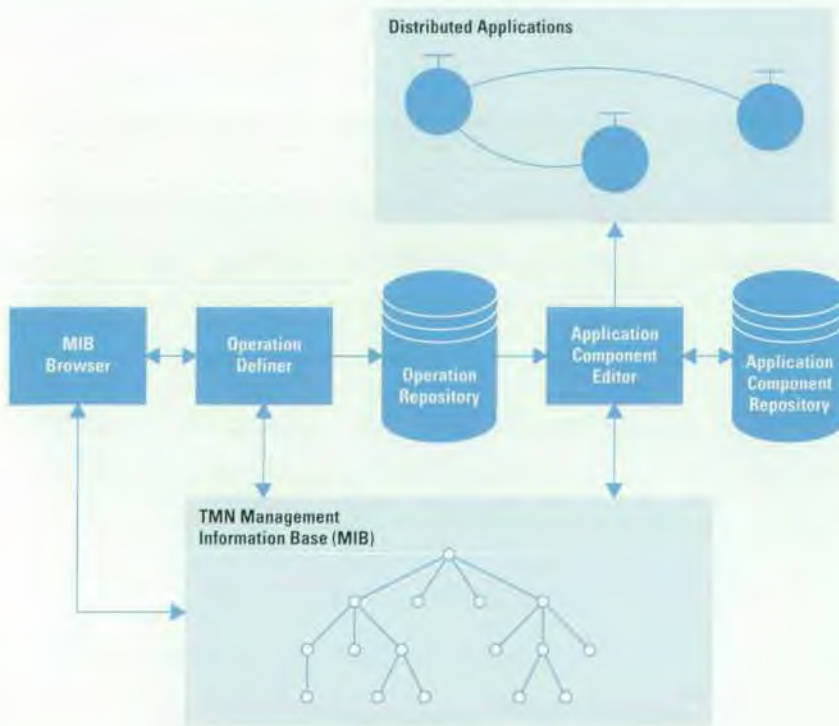 Distributed Applications
MIB
Browser
Operation
Definer
Operation
Repository
Application
Component
Editor
Application
Component
Repository
TMN Management
Information Base (MIB)